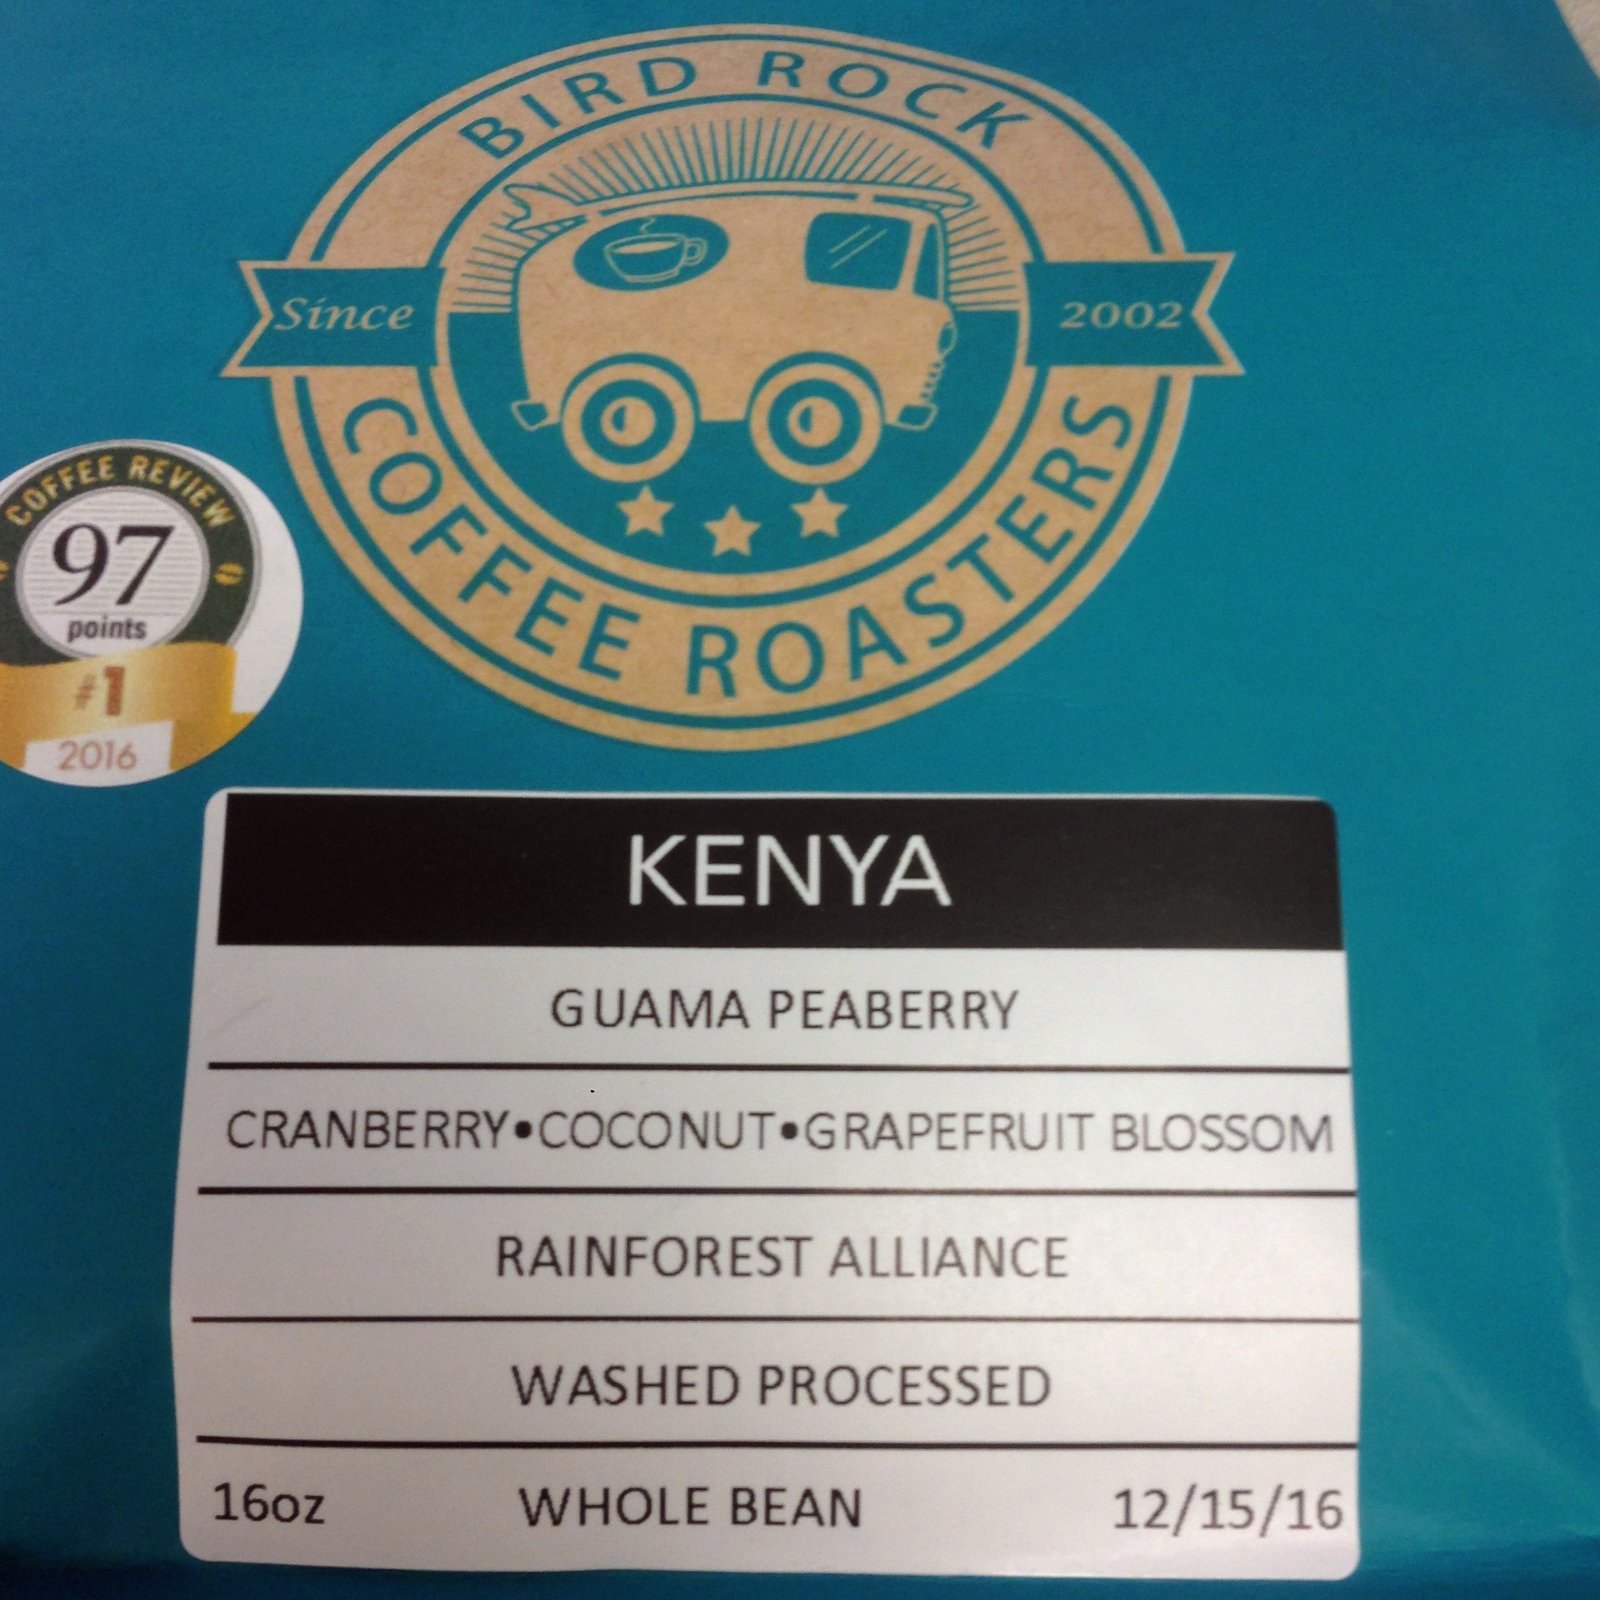 BIRD ROCK
Since 2002
COFFEE ROASTERS
COFFEE REVIEW
97
points
#1
2016
KENYA
GUAMA PEABERRY
CRANBERRY•COCONUT•GRAPEFRUIT BLOSSOM
RAINFOREST ALLIANCE
WASHED PROCESSED
16oz WHOLE BEAN 12/15/16